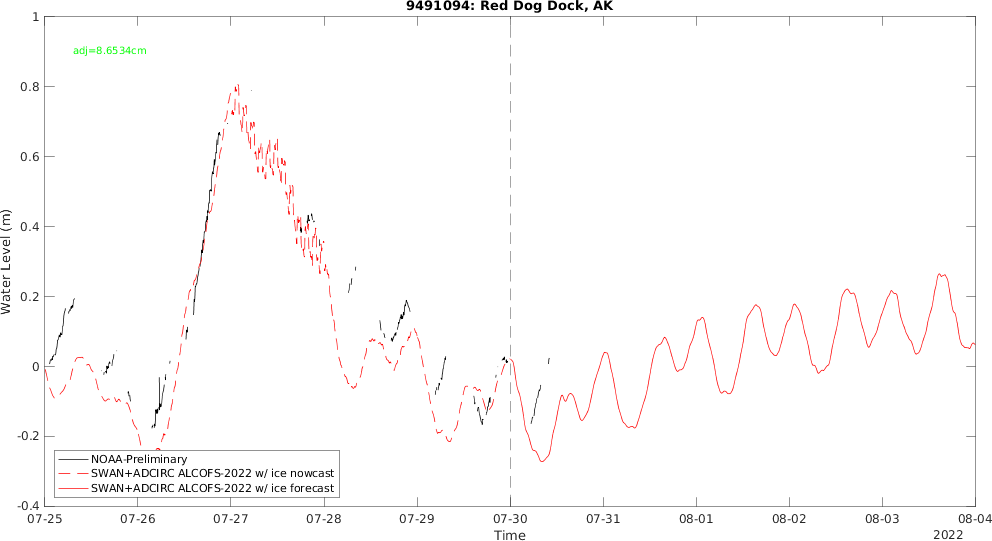 9491094: Red Dog Dock, AK
adj=8.6534cm
Water Level (m)
1
0.8
0.6
0.4
0.2
0
-0.2
-0.4
NOAA-Preliminary
SWAN+ADCIRC ALCOFS-2022 w/ ice nowcast
SWAN+ADCIRC ALCOFS-2022 w/ ice forecast
07-25 07-26 07-27 07-28 07-29 07-30 07-31 08-01 08-02 08-03 08-04
Time
2022